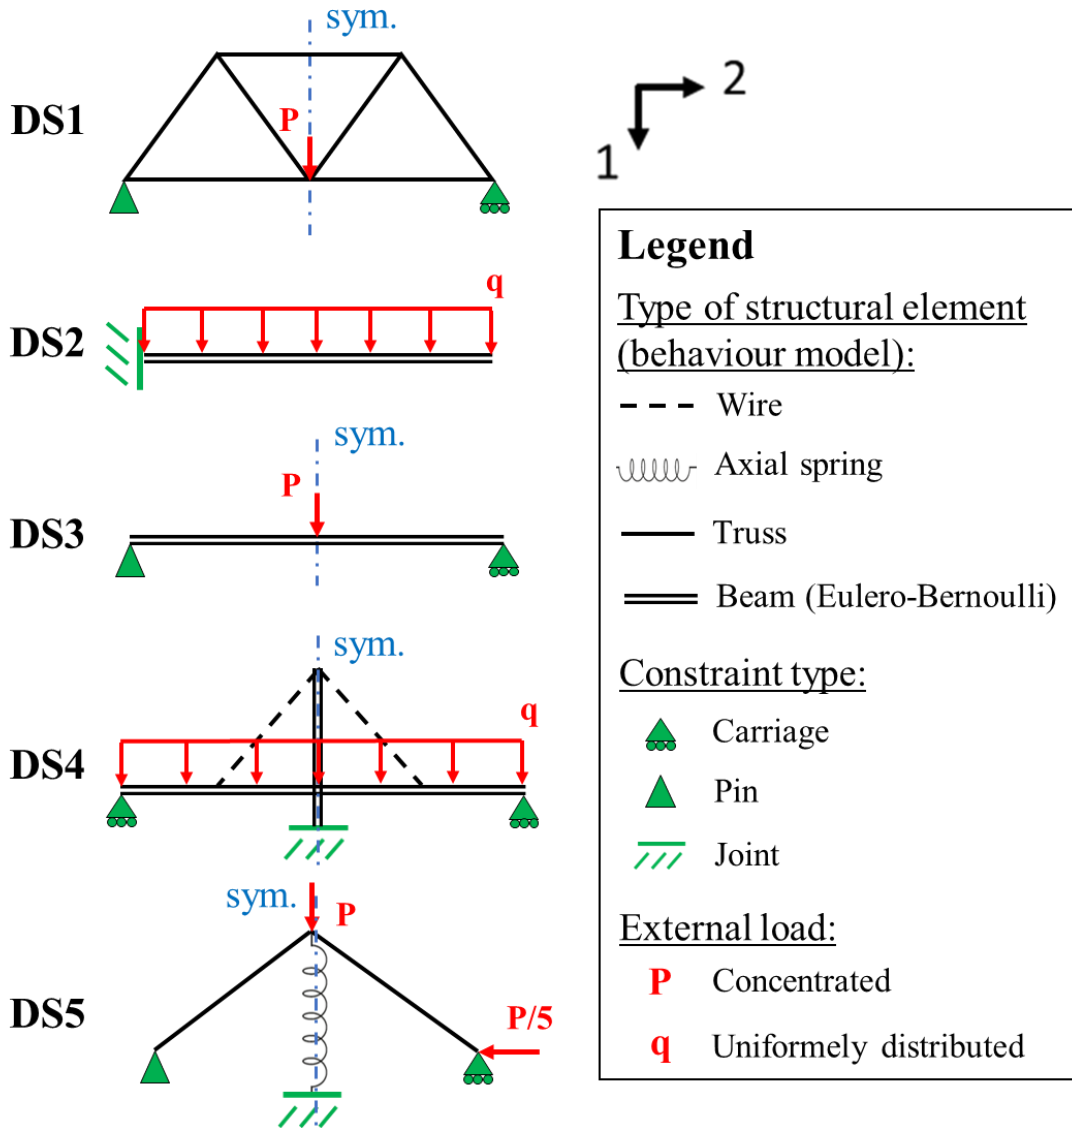 sym.
DS1
P
2
1
q
DS2
sym.
P
DS3
sym.
q
DS4
sym.
P
DS5
P/5
Legend
Type of structural element
(behaviour model):
Wire
Axial spring
Truss
Beam (Eulero-Bernoulli)
Constraint type:
Carriage
Pin
Joint
External load:
P Concentrated
q Uniformely distributed